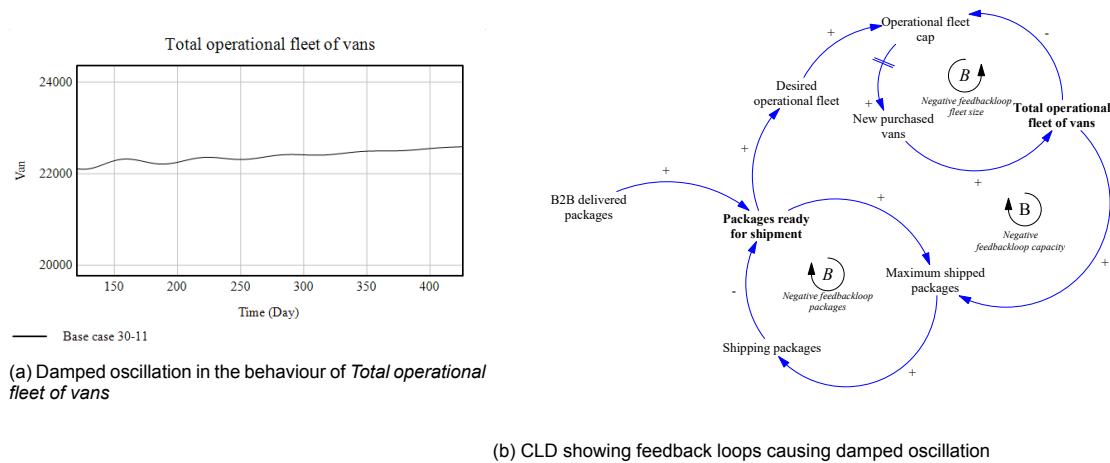 Total operational fleet of vans
24000
22000
20000
Van
150
200
250
300
350
400
Time (Day)
Base case 30-11
(a) Damped oscillation in the behaviour of Total operational
fleet of vans
Operational fleet
cap
+
-
B
Negative feedbackloop
fleet size
Desired
operational fleet
+
New purchased
vans
Total operational
fleet of vans
+
+
+
B2B delivered
packages
+
B
Negative
feedbackloop capacity
Packages ready
for shipment
B
Negative feedbackloop
packages
Maximum shipped
packages
+
-
Shipping packages
+
(b) CLD showing feedback loops causing damped oscillation